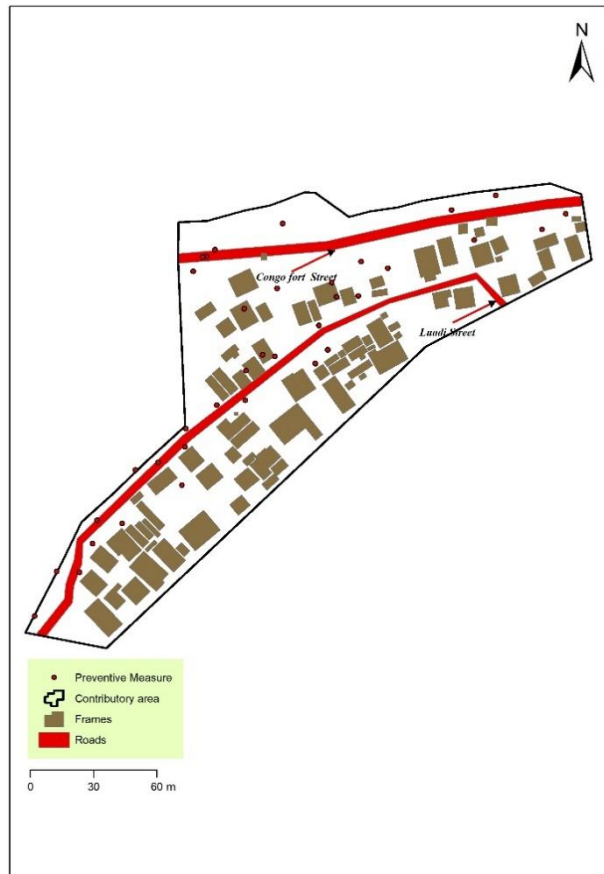 N
Congo fort Street
Lundi Street
Preventive Measure
Contributory area
Frames
Roads
0 30 60 m